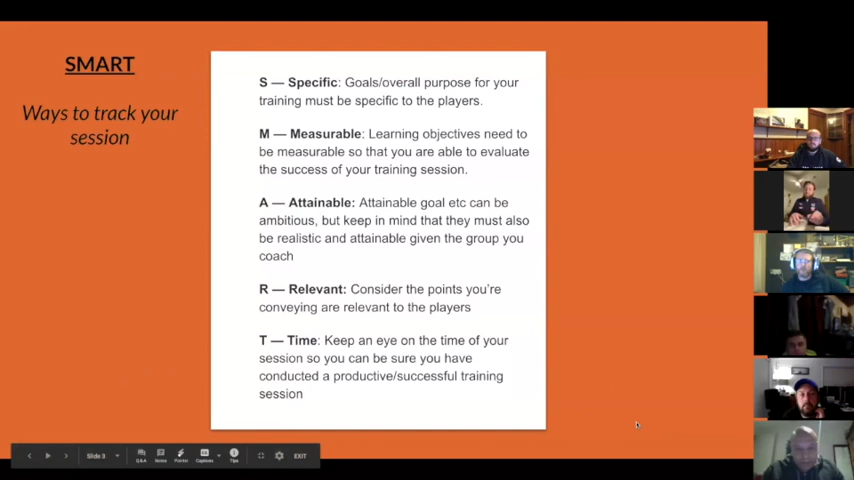 SMART
Ways to track your
session
S — Specific: Goals/overall purpose for your
training must be specific to the players.
M — Measurable: Learning objectives need to
be measurable so that you are able to evaluate
the success of your training session.
A — Attainable: Attainable goal etc can be
ambitious, but keep in mind that they must also
be realistic and attainable given the group you
coach
R — Relevant: Consider the points you're
conveying are relevant to the players
T — Time: Keep an eye on the time of your
session so you can be sure you have
conducted a productive/successful training
session
Slide 3
Q&A Notes Pointer Captions Tips EXIT